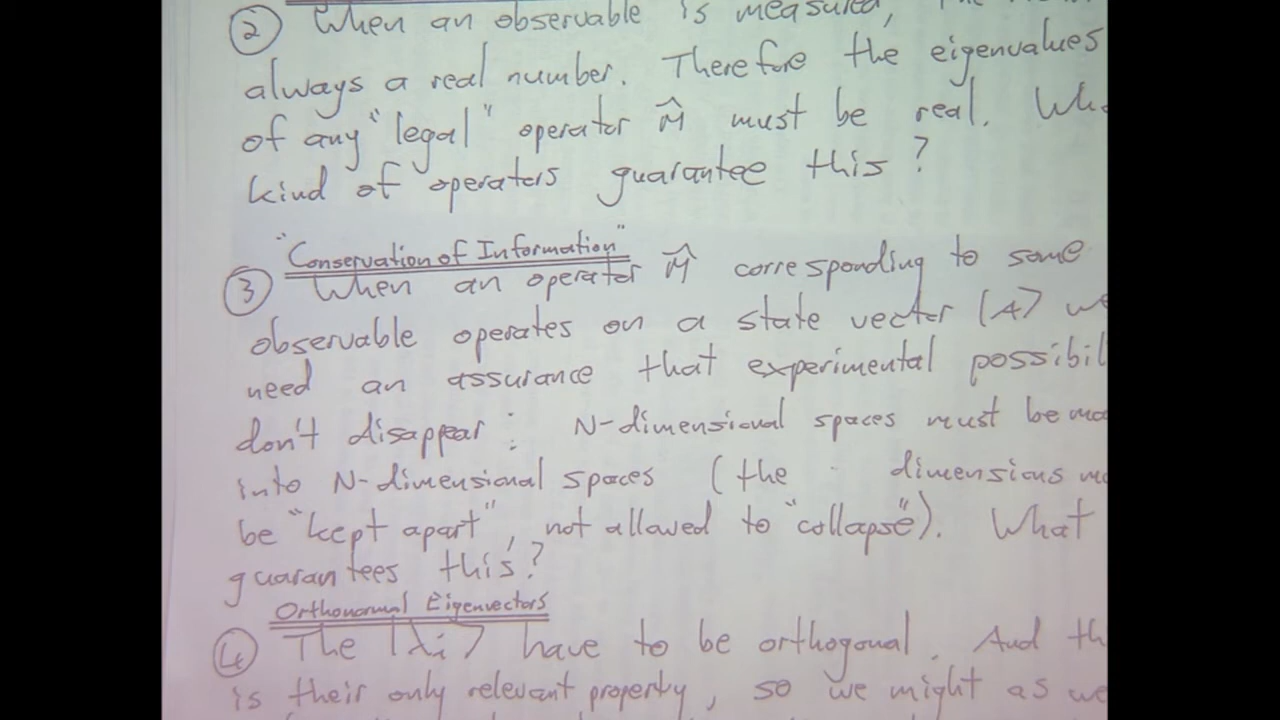 ② When an observable is measured, the
always a real number. Therefore the eigenvalues
of any "legal" operator M̂ must be real.
kind of operators guarantee this?
"Conservation of Information"
③ When an operator M̂ corresponding to some
observable operates on a state vector |A> we
need an assurance that experimental possibil
don't disappear: N-dimensional spaces must be
into N-dimensional spaces (the dimensions
be "kept apart", not allowed to "collapse"). What
guarantees this?
Orthonormal Eigenvectors
④ The |λi> have to be orthogonal. And th
is their only relevant property, so we might as we